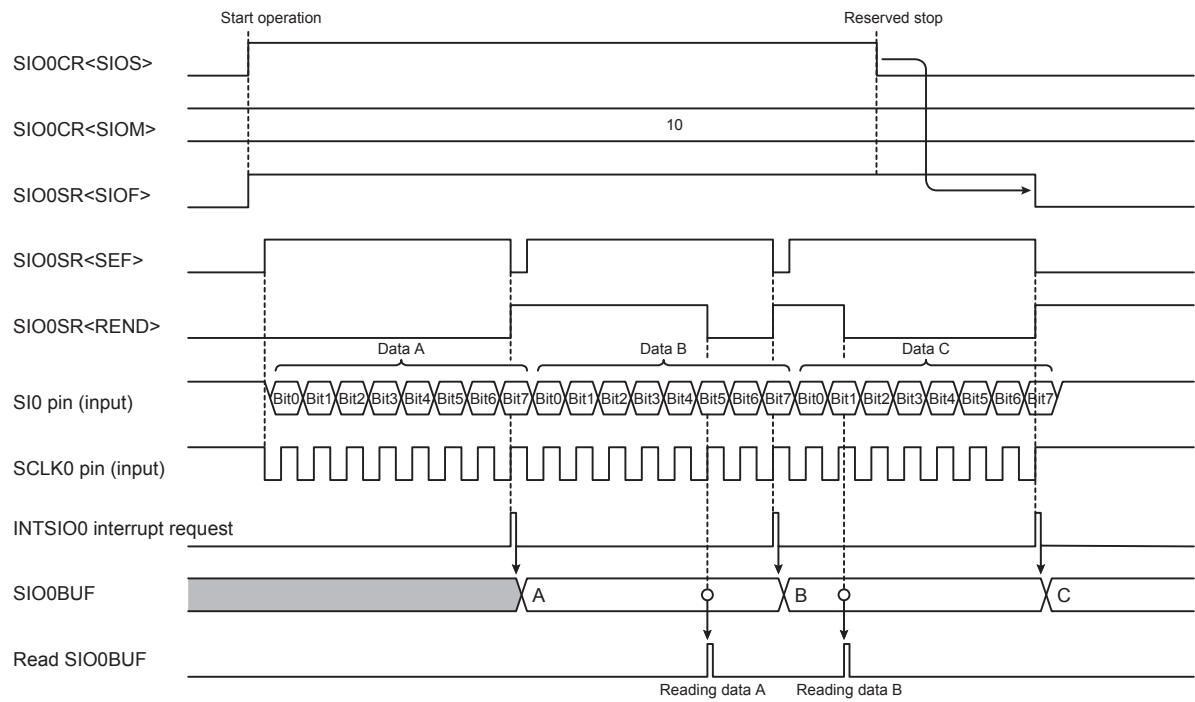 Start operation
Reserved stop
SIO0CR<SIOS>
SIO0CR<SIOM>
10
SIO0SR<SIOF>
SIO0SR<SEF>
SIO0SR<REND>
Data A
Data B
Data C
SI0 pin (input)
Bit0 Bit1 Bit2 Bit3 Bit4 Bit5 Bit6 Bit7 Bit0 Bit1 Bit2 Bit3 Bit4 Bit5 Bit6 Bit7 Bit0 Bit1 Bit2 Bit3 Bit4 Bit5 Bit6 Bit7
SCLK0 pin (input)
INTSIO0 interrupt request
SIO0BUF
A
B
C
Read SIO0BUF
Reading data A
Reading data B